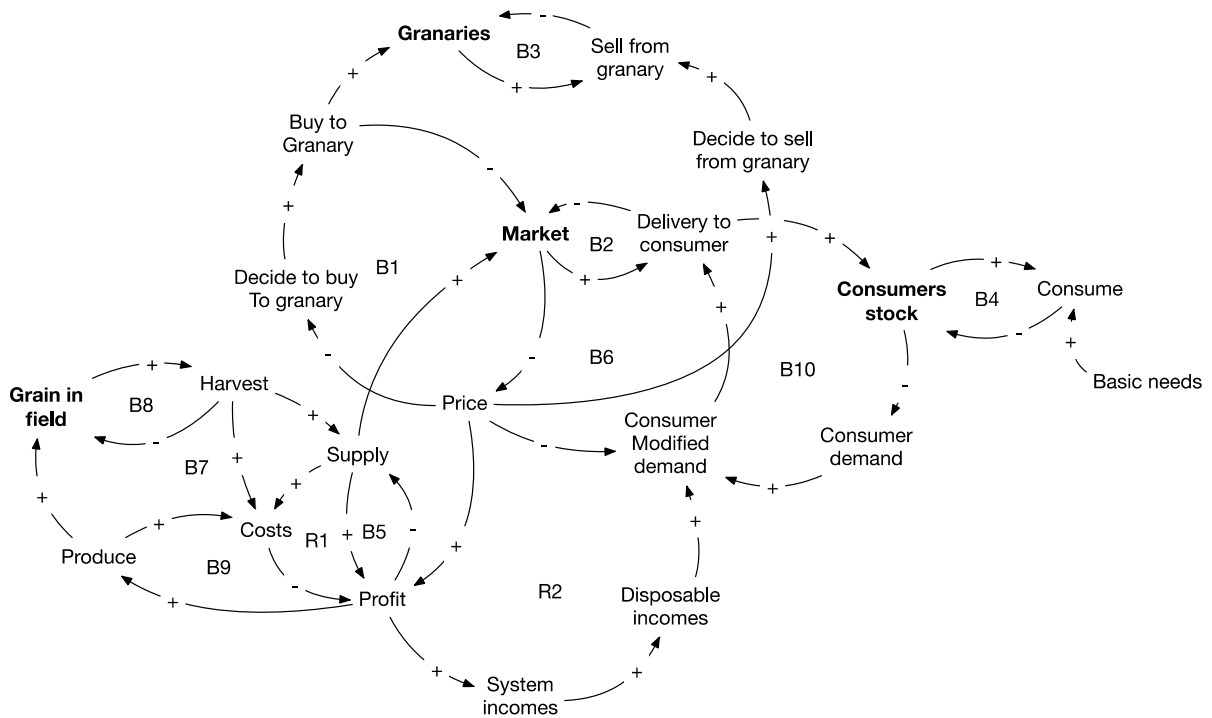 Granaries
B3
Sell from
granary
-
+
+
+
Buy to
Granary
Decide to sell
from granary
-
+
-
Market
B2
Delivery to
consumer
+
+
+
Decide to buy
To granary
B1
+
+
+
Consumers
stock
B4
Consume
-
-
-
B6
+
-
+
B10
Basic needs
Grain in
field
B8
+
Harvest
-
Price
-
Consumer
Modified
demand
Consumer
demand
+
+
Supply
B7
+
+
+
+
Produce
+
Costs
R1
+
B5
-
+
+
B9
-
Profit
+
R2
Disposable
incomes
+
+
System
incomes